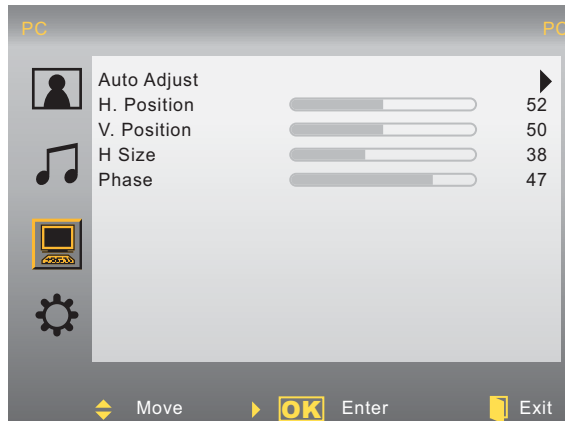 PC PC
Auto Adjust
H. Position 52
V. Position 50
H Size 38
Phase 47
Move OK Enter Exit